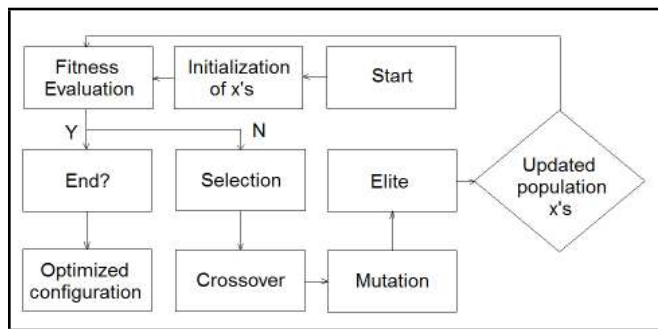 Fitness
Evaluation
Initialization
of x's
Start
Y
N
End?
Selection
Elite
Updated
population
x's
Optimized
configuration
Crossover
Mutation